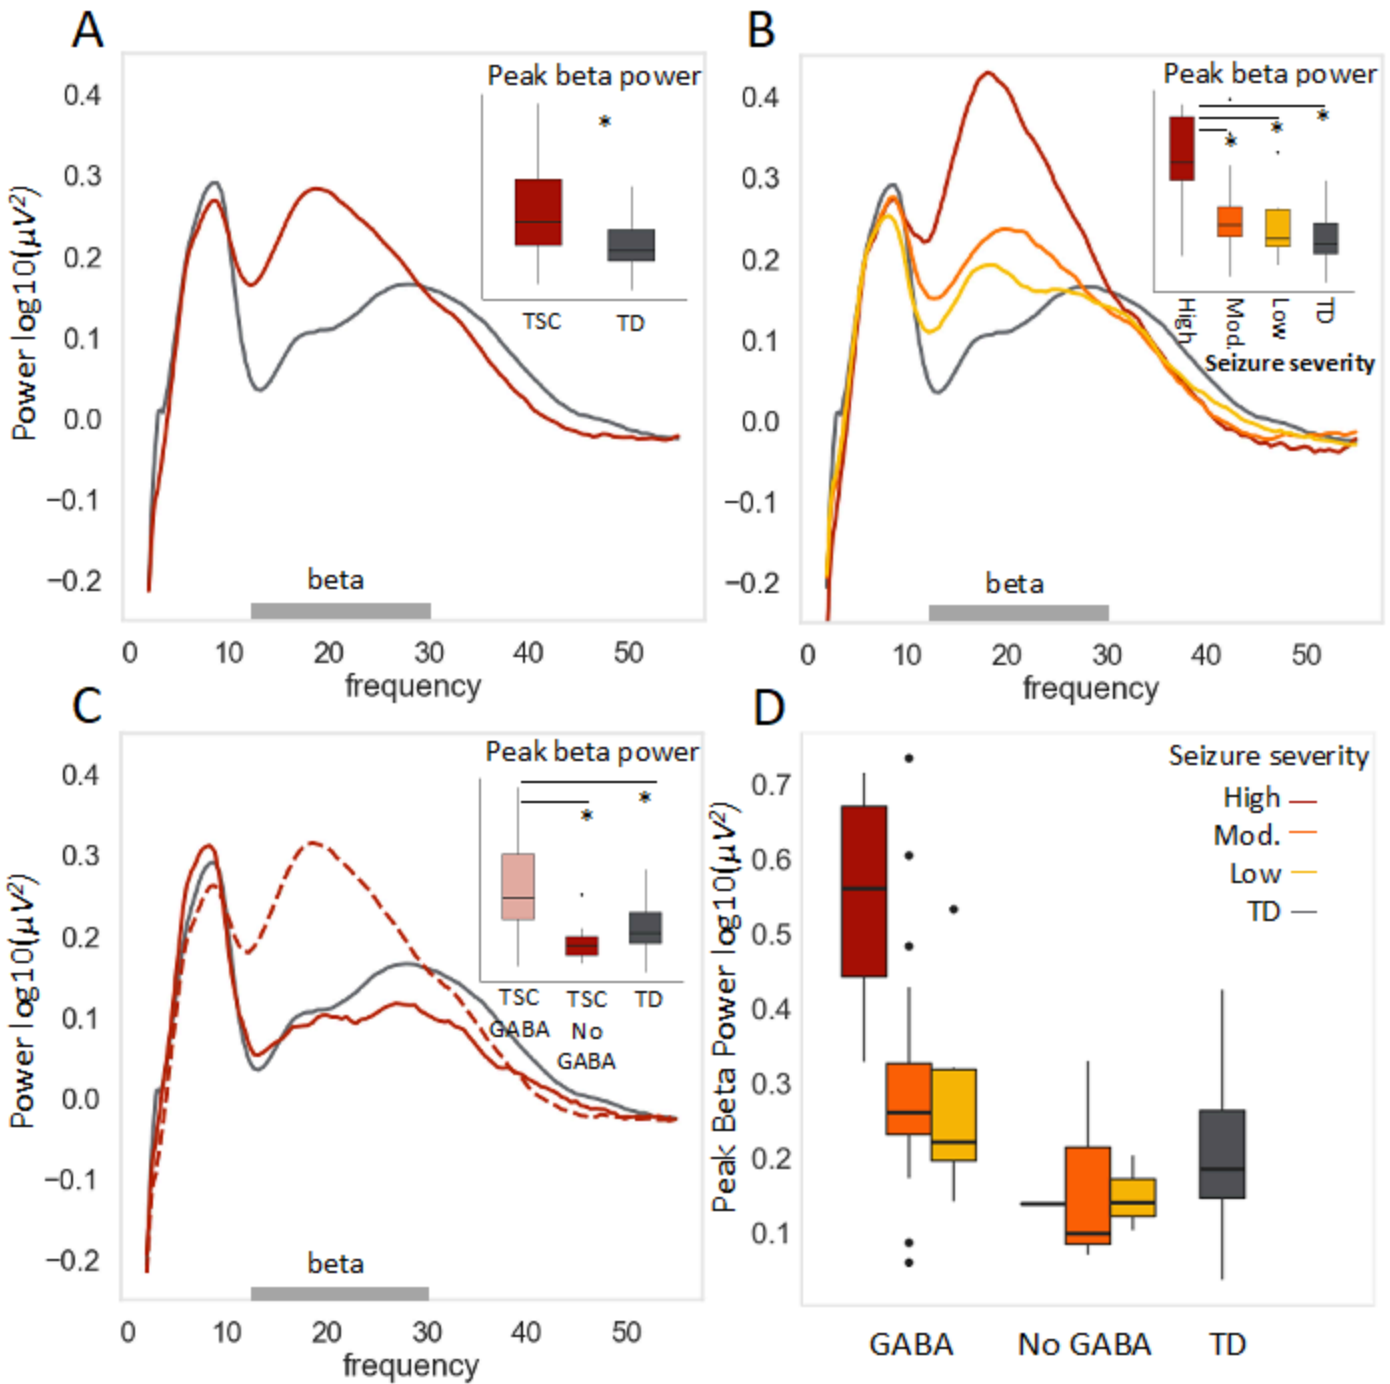 A
Peak beta power
*
TSC
TD
0.4
0.3
0.2
0.1
0.0
−0.1
−0.2
Power log10(μV²)
beta
0 10 20 30 40 50
frequency
B
Peak beta power
* * *
High
Mod.
Low
TD
Seizure severity
0.4
0.3
0.2
0.1
0.0
−0.1
−0.2
beta
0 10 20 30 40 50
frequency
C
Peak beta power
* *
TSC TSC TD
GABA No
GABA
0.4
0.3
0.2
0.1
0.0
−0.1
−0.2
Power log10(μV²)
beta
0 10 20 30 40 50
frequency
D
Seizure severity
High
Mod.
Low
TD
0.7
0.6
0.5
0.4
0.3
0.2
0.1
Peak Beta Power log10(μV²)
GABA No GABA TD